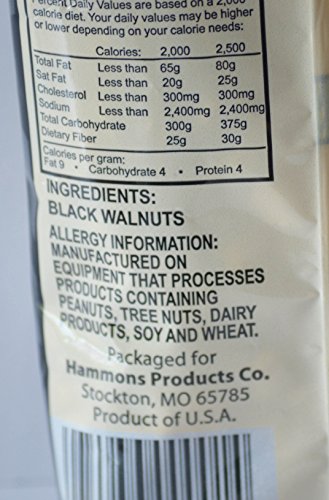 Percent Daily Values are based on a 2,000
calorie diet. Your daily values may be higher
or lower depending on your calorie needs:
Calories: 2,000 2,500
Total Fat Less than 65g 80g
Sat Fat Less than 20g 25g
Cholesterol Less than 300mg 300mg
Sodium Less than 2,400mg 2,400mg
Total Carbohydrate 300g 375g
Dietary Fiber 25g 30g
Calories per gram:
Fat 9 • Carbohydrate 4 • Protein 4
INGREDIENTS:
BLACK WALNUTS
ALLERGY INFORMATION:
MANUFACTURED ON
EQUIPMENT THAT PROCESSES
PRODUCTS CONTAINING
PEANUTS, TREE NUTS, DAIRY
PRODUCTS, SOY AND WHEAT.
Packaged for
Hammons Products Co.
Stockton, MO 65785
Product of U.S.A.